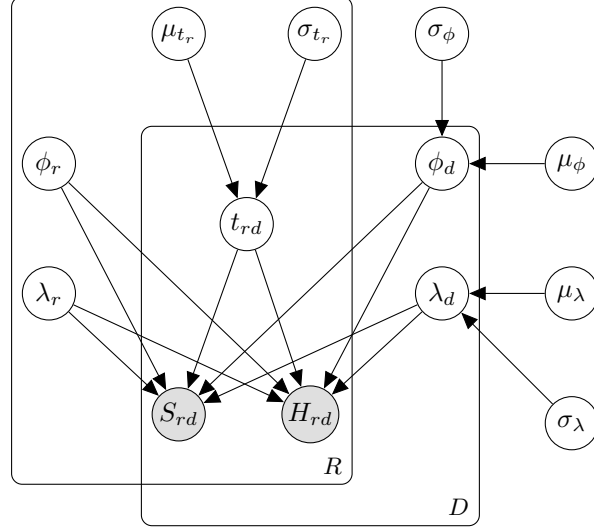 μ_{t_r} σ_{t_r} σ_ϕ
ϕ_r ϕ_d μ_ϕ
t_{rd}
λ_r λ_d μ_λ
S_{rd} H_{rd} σ_λ
R
D